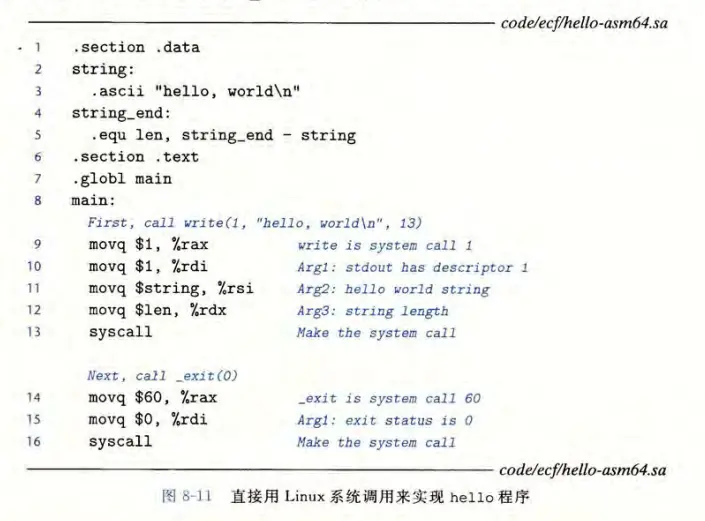 code/ecf/hello-asm64.sa
1 .section .data
2 string:
3 .ascii "hello, world\n"
4 string_end:
5 .equ len, string_end - string
6 .section .text
7 .globl main
8 main:
First, call write(1, "hello, world\n", 13)
9 movq $1, %rax write is system call 1
10 movq $1, %rdi Arg1: stdout has descriptor 1
11 movq $string, %rsi Arg2: hello world string
12 movq $len, %rdx Arg3: string length
13 syscall Make the system call
Next, call _exit(0)
14 movq $60, %rax _exit is system call 60
15 movq $0, %rdi Arg1: exit status is 0
16 syscall Make the system call
code/ecf/hello-asm64.sa
图 8-11 直接用 Linux 系统调用来实现 hello 程序